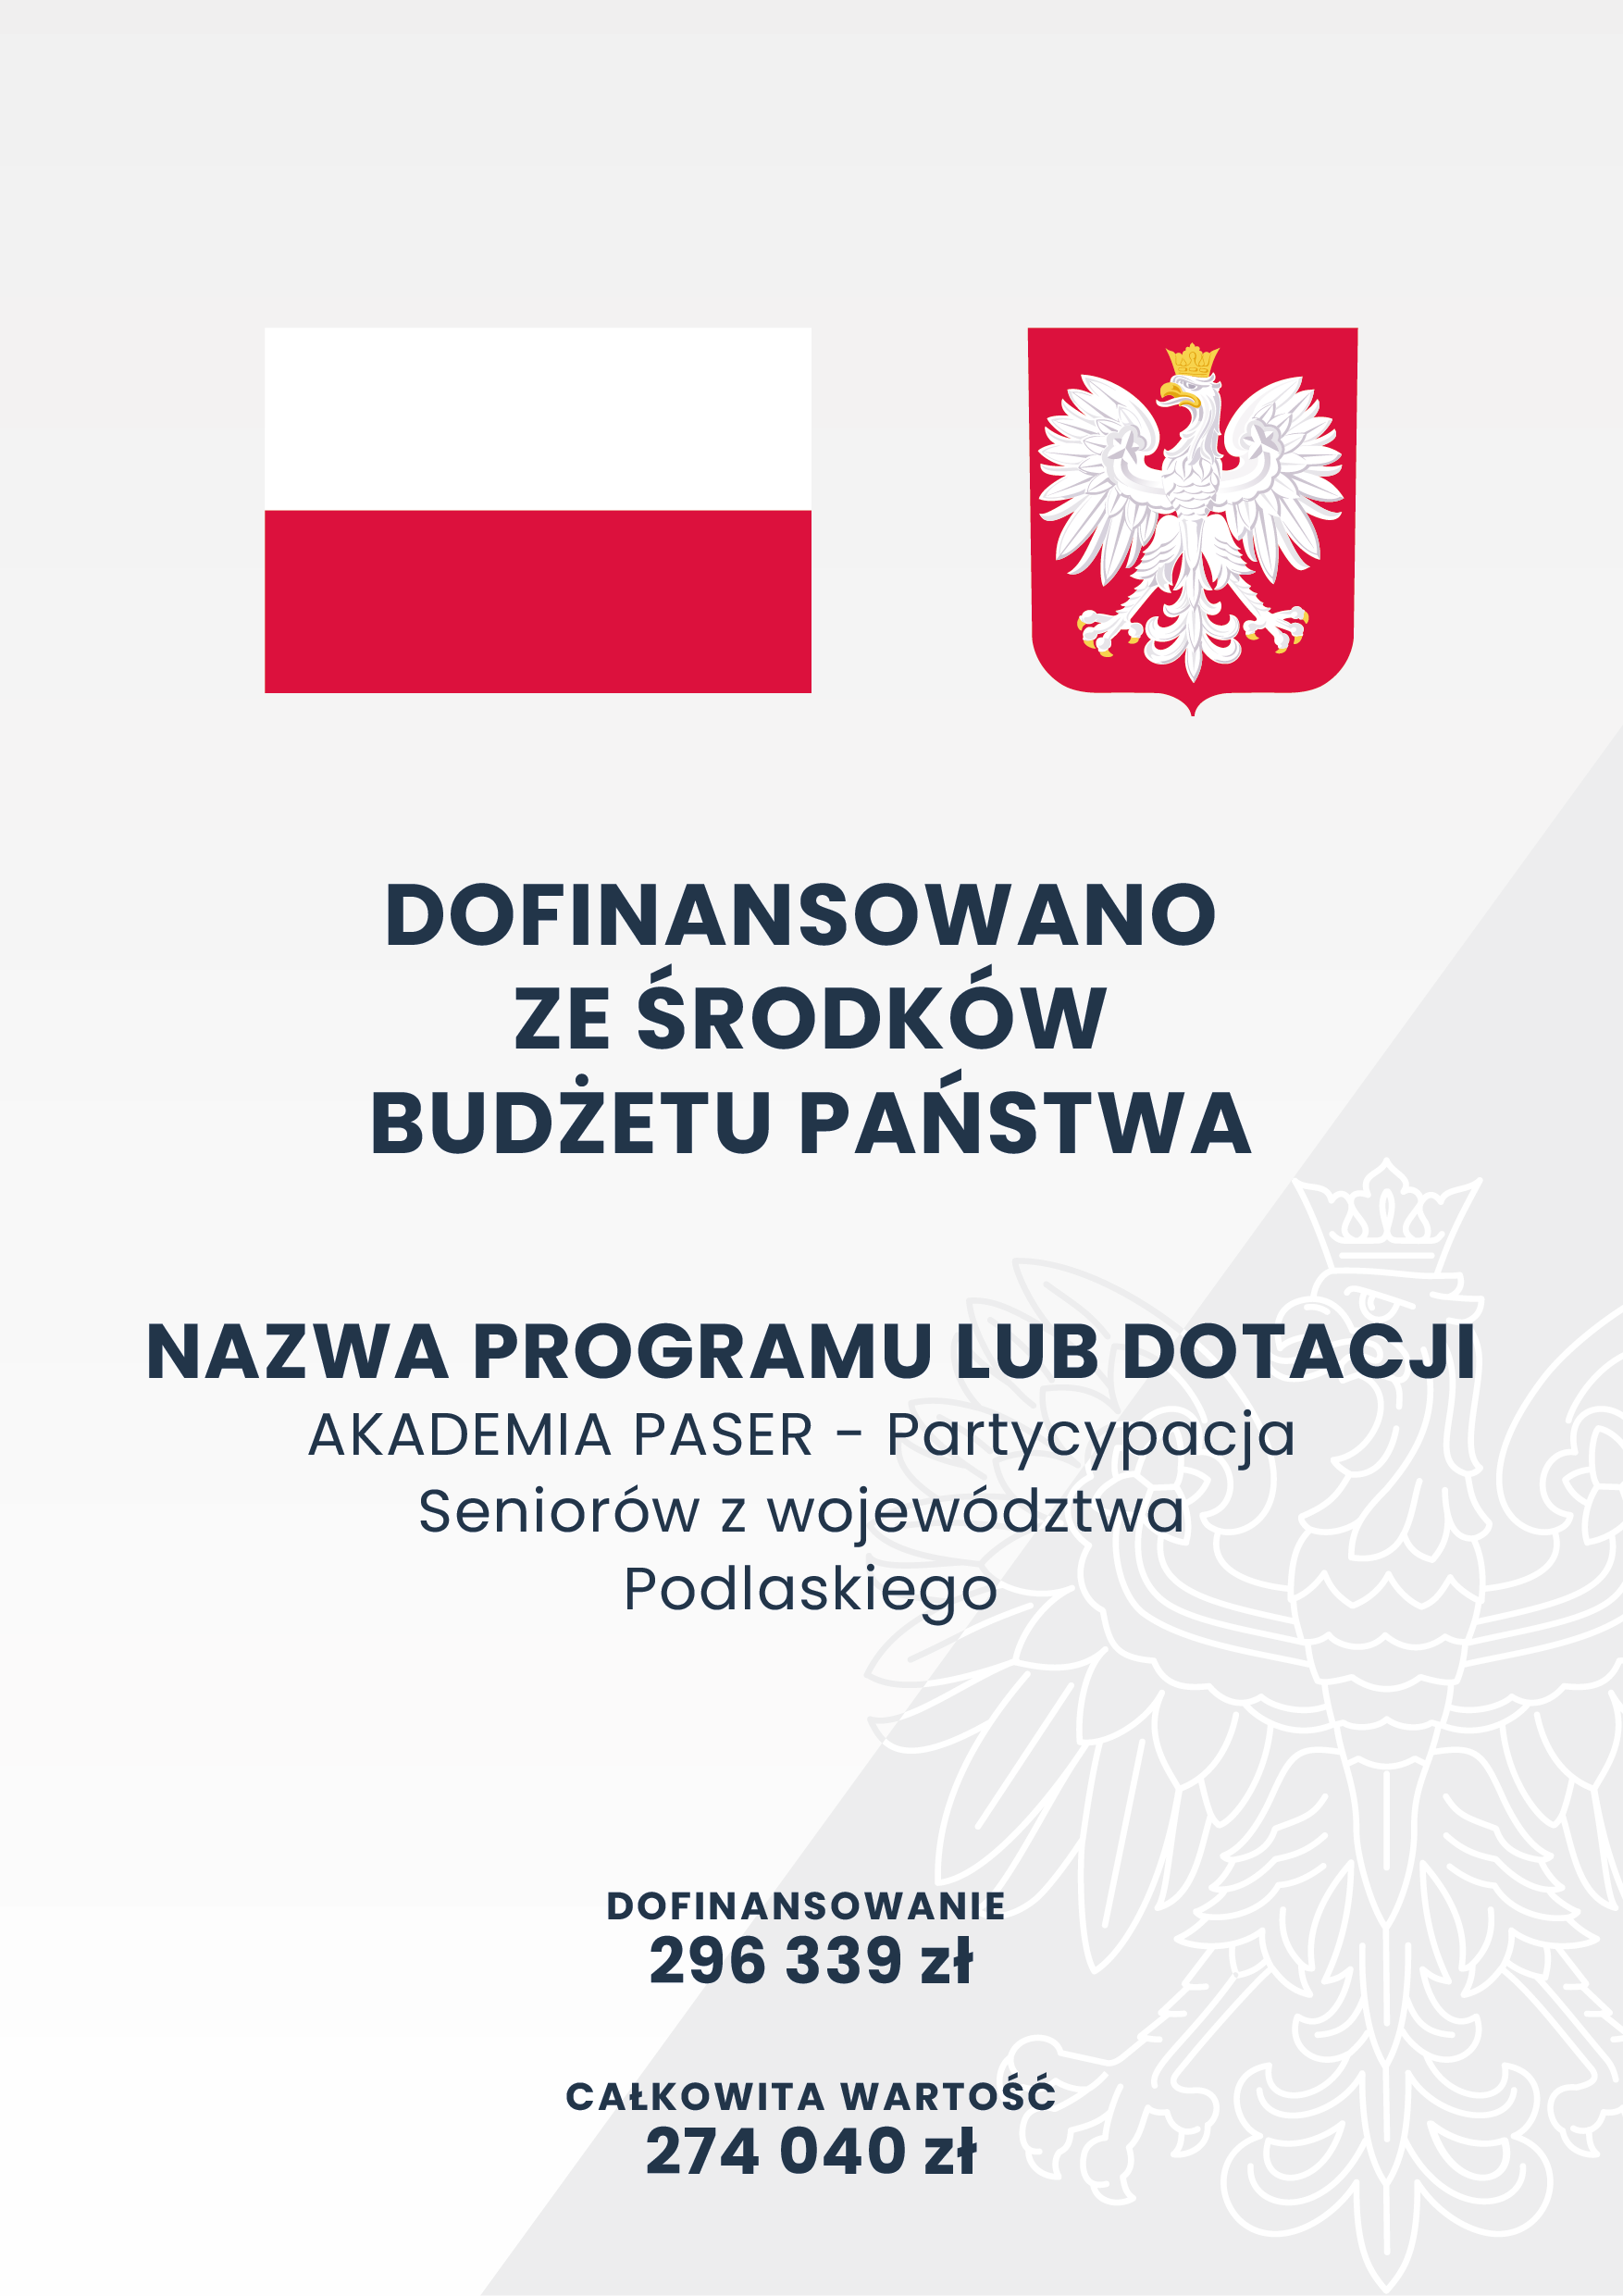 DOFINANSOWANO
ZE ŚRODKÓW
BUDŻETU PAŃSTWA
NAZWA PROGRAMU LUB DOTACJI
AKADEMIA PASER - Partycypacja
Seniorów z województwa
Podlaskiego
DOFINANSOWANIE
296 339 zł
CAŁKOWITA WARTOŚĆ
274 040 zł